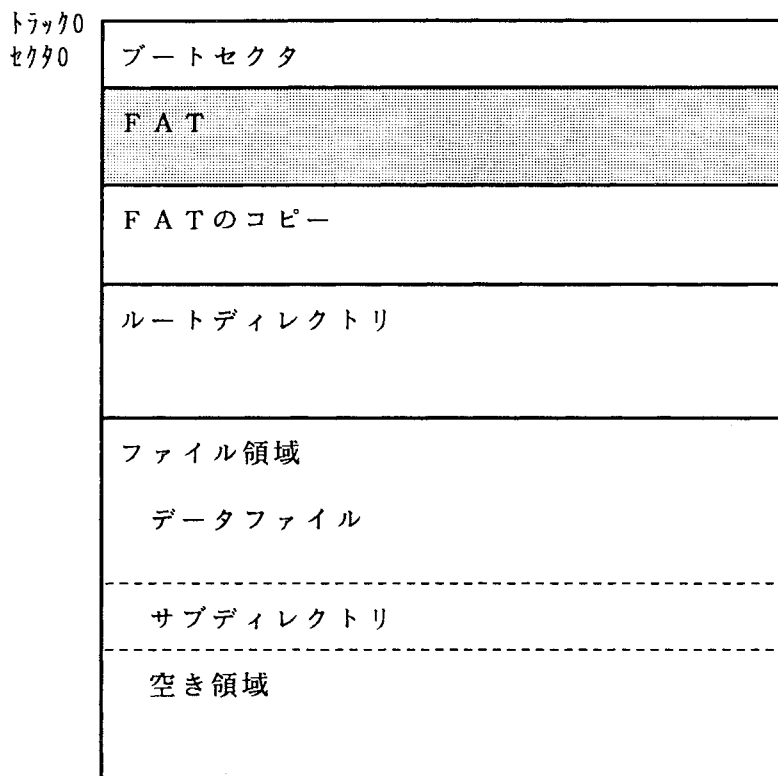 トラック0
セクタ0
ブートセクタ
FAT
FATのコピー
ルートディレクトリ
ファイル領域
データファイル
サブディレクトリ
空き領域